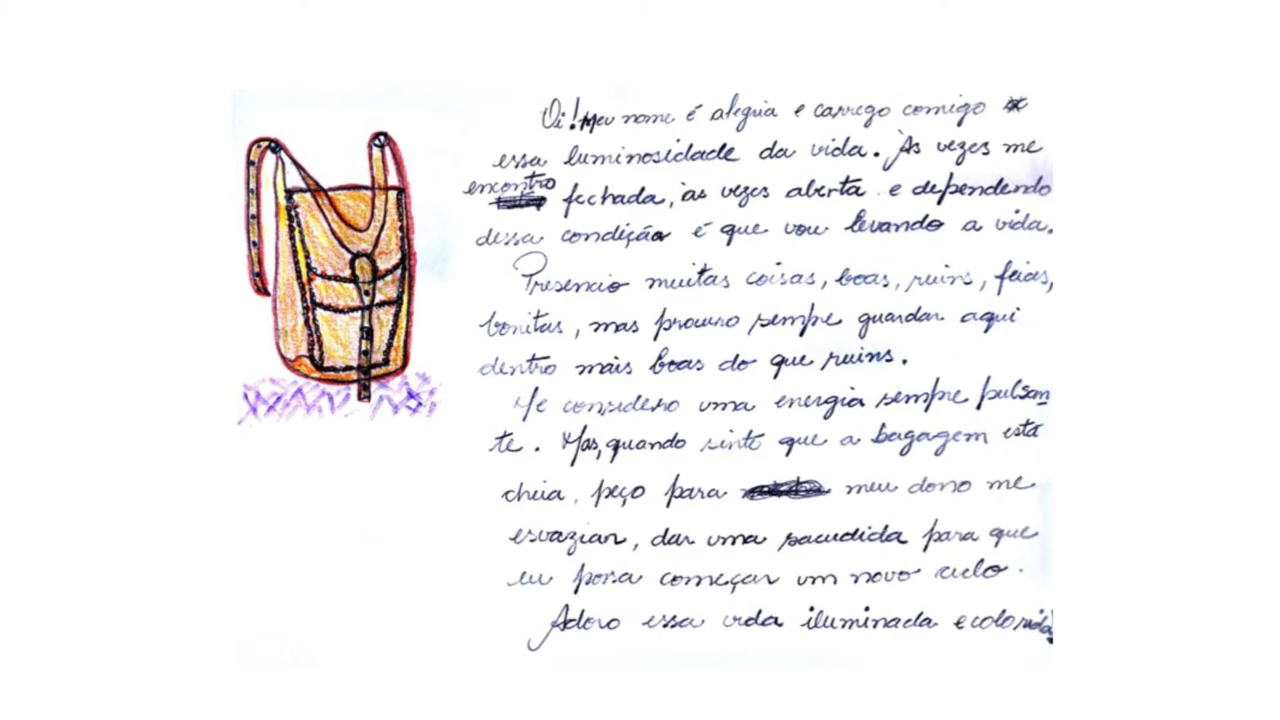 Oi! Meu nome é alegria e carrego comigo
essa luminosidade da vida. Às vezes me
encontro fechada, às vezes aberta e dependendo
dessa condição é que vou levando a vida.
Presencio muitas coisas, boas, ruins, feias,
bonitas, mas procuro sempre guardar aqui
dentro mais boas do que ruins.
Me considero uma energia sempre pulsan
te. Mas, quando sinto que a bagagem está
cheia, peço para meu dono me
esvaziar, dar uma sacudida para que
eu possa começar um novo ciclo.
Adoro essa vida iluminada e colorida!